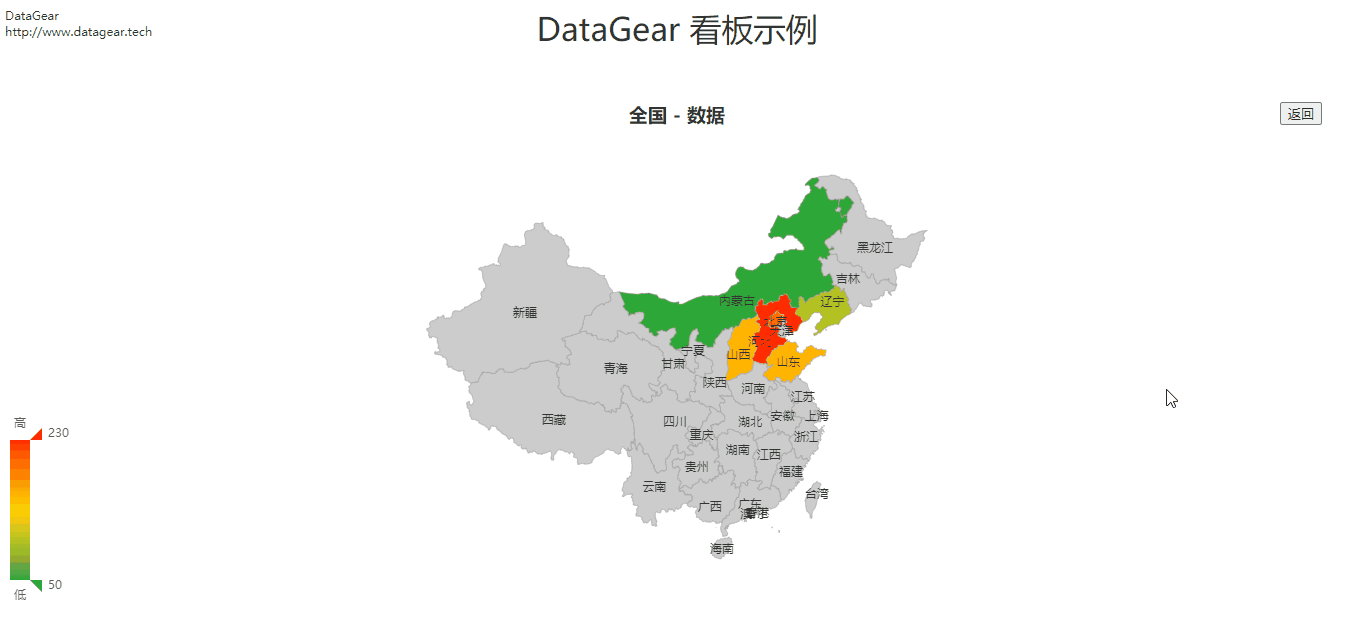 DataGear
http://www.datagear.tech
DataGear 看板示例
全国 - 数据
返回
黑龙江
吉林
内蒙古
辽宁
新疆
北京
天津
河北
宁夏
山西
山东
甘肃
青海
陕西
河南
江苏
西藏
四川
湖北
安徽
上海
重庆
浙江
湖南
江西
贵州
福建
云南
台湾
广西
广东
香港
海南
高
230
50
低